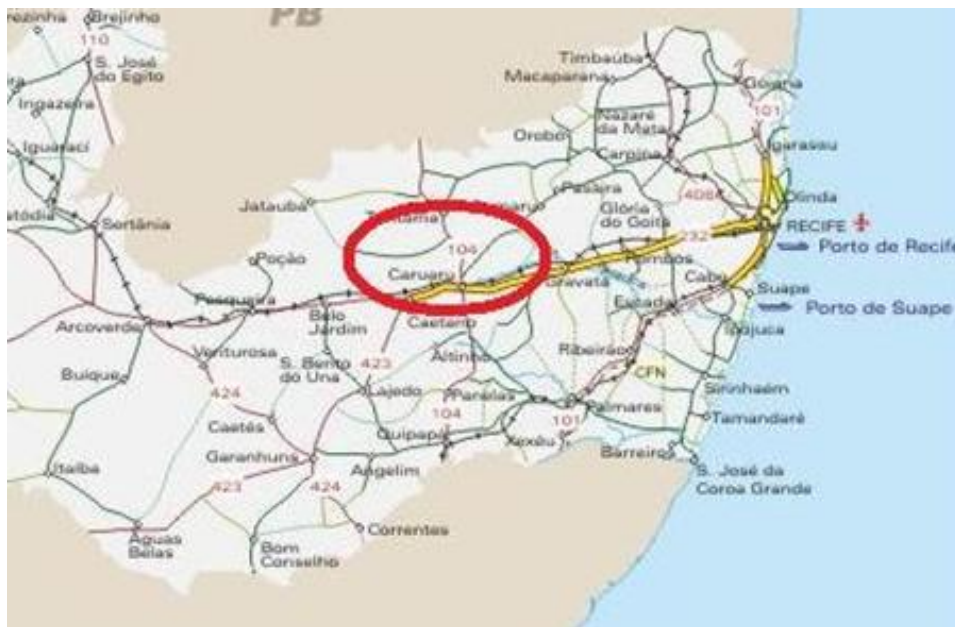 PB
Brejinho
110
S. José
do Egito
Ingazeira
Iguaraci
Sertânia
Timbaúba
Macaparana
Goiana
101
Nazaré
da Mata
Orobó
Carpina
Igarassu
Jataúba
Passira
408
Olinda
Glória
do Goitá
RECIFE
232
Porto de Recife
104
Poção
Caruaru
Gravatá
Pombos
Cabo
Suape
Pesqueira
Escada
Porto de Suape
Arcoverde
Belo
Jardim
Caetano
Ipojuca
Venturosa
Altinho
Ribeirão
S. Bento
do Una
423
CFN
Buique
424
Lajedo
Panelas
Sirinhaém
Caetés
104
Palmares
Tamandaré
Quipapá
101
Xexéu
Garanhuns
Barreiros
Itaíba
Angelim
S. José da
Coroa Grande
423
424
Correntes
Águas
Belas
Bom
Conselho